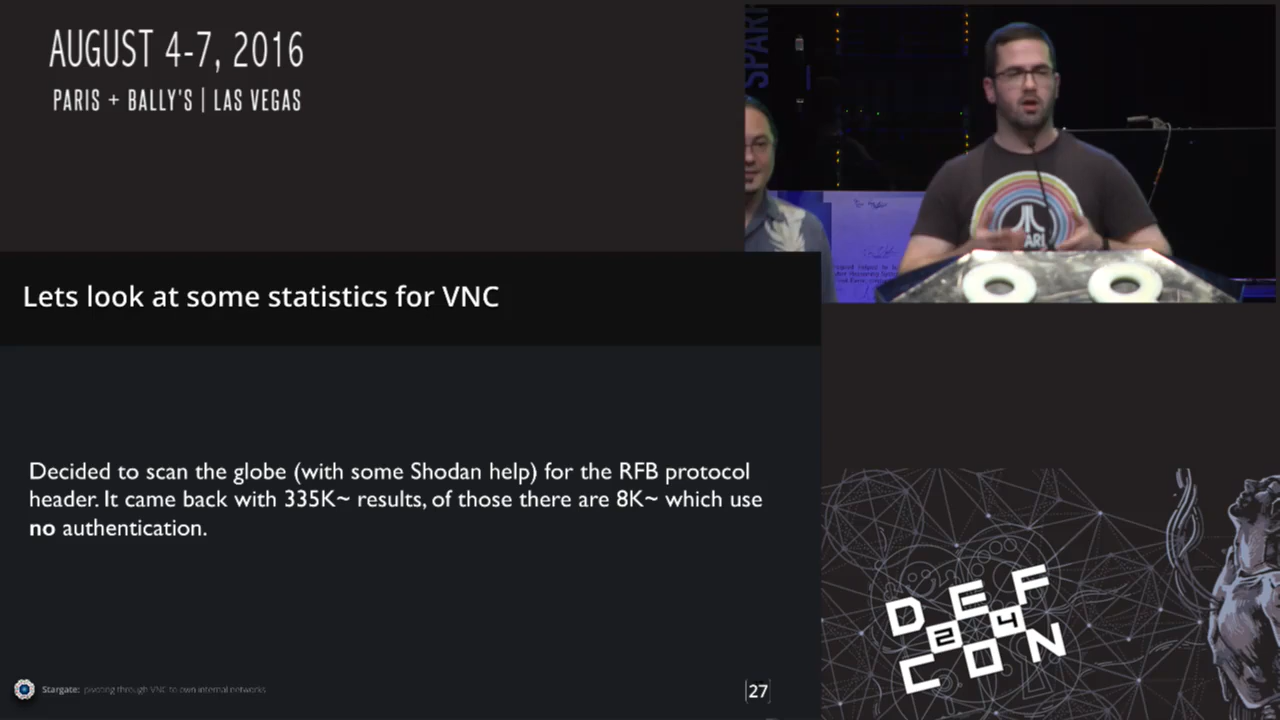 AUGUST 4-7, 2016
PARIS + BALLY'S | LAS VEGAS
SPARK
ARI
Lets look at some statistics for VNC
Decided to scan the globe (with some Shodan help) for the RFB protocol
header. It came back with 335K~ results, of those there are 8K~ which use
no authentication.
DEF
24
CON
Stargate: pivoting through VNC to own internal networks
27